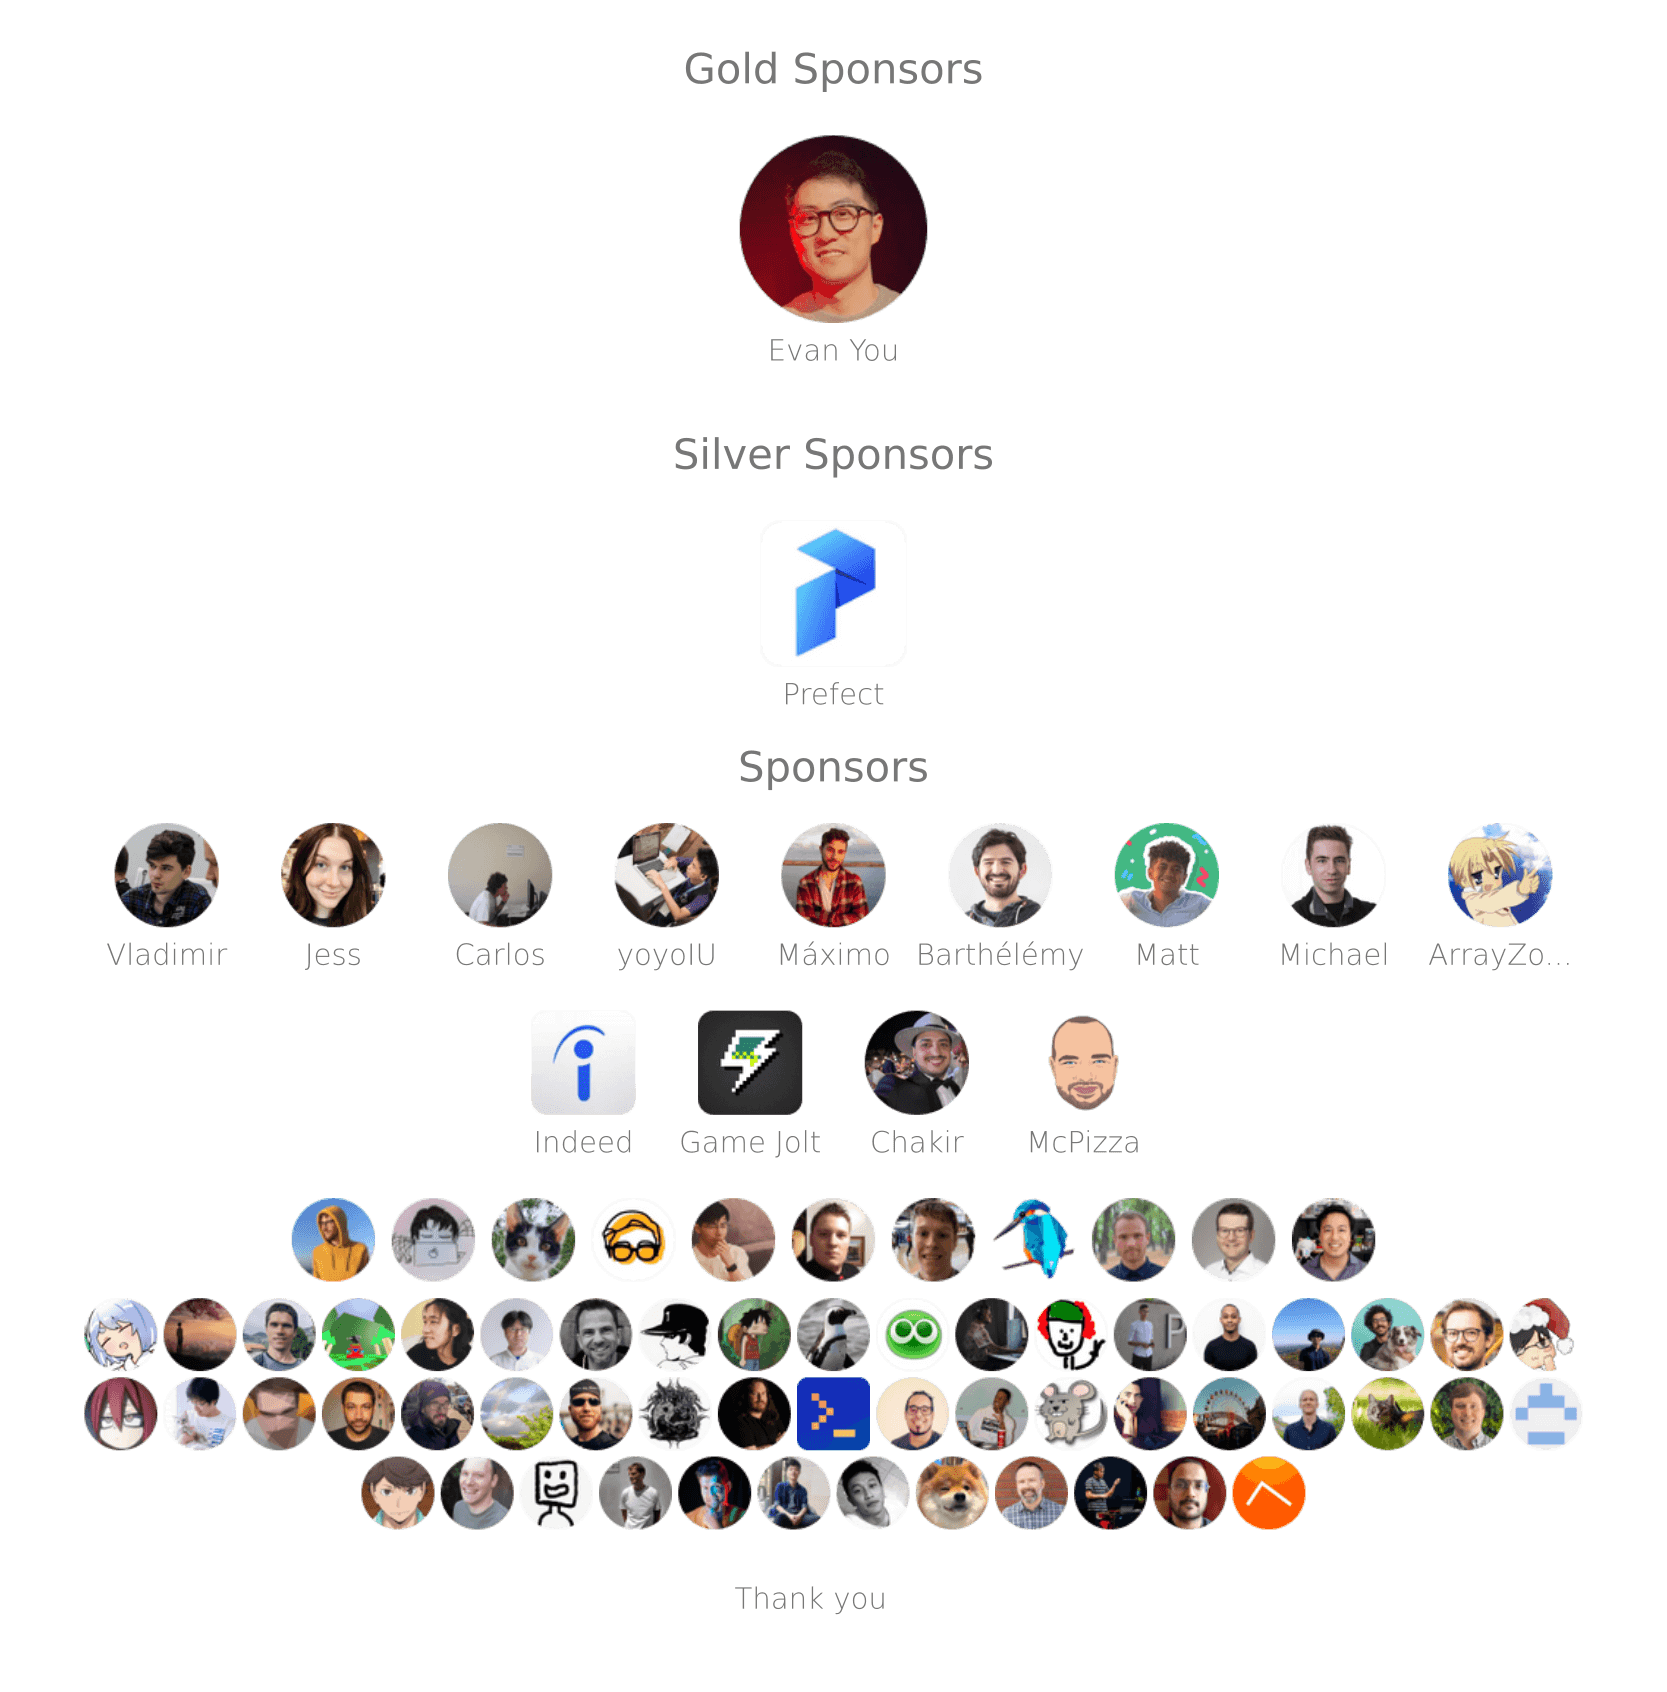 Gold Sponsors
Evan You
Silver Sponsors
Prefect
Sponsors
Vladimir Jess Carlos yoyoIU Máximo Barthélémy Matt Michael ArrayZo...
Indeed Game Jolt Chakir McPizza
Thank you